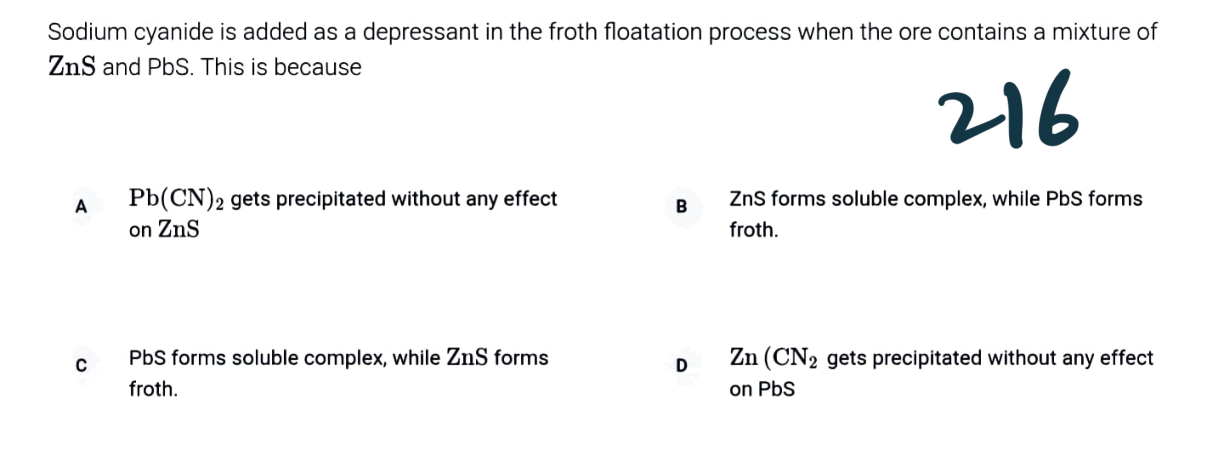 Sodium cyanide is added as a depressant in the froth floatation process when the ore contains a mixture of
ZnS and PbS. This is because
216
A Pb(CN)₂ gets precipitated without any effect
on ZnS
B ZnS forms soluble complex, while PbS forms
froth.
C PbS forms soluble complex, while ZnS forms
froth.
D Zn (CN₂ gets precipitated without any effect
on PbS